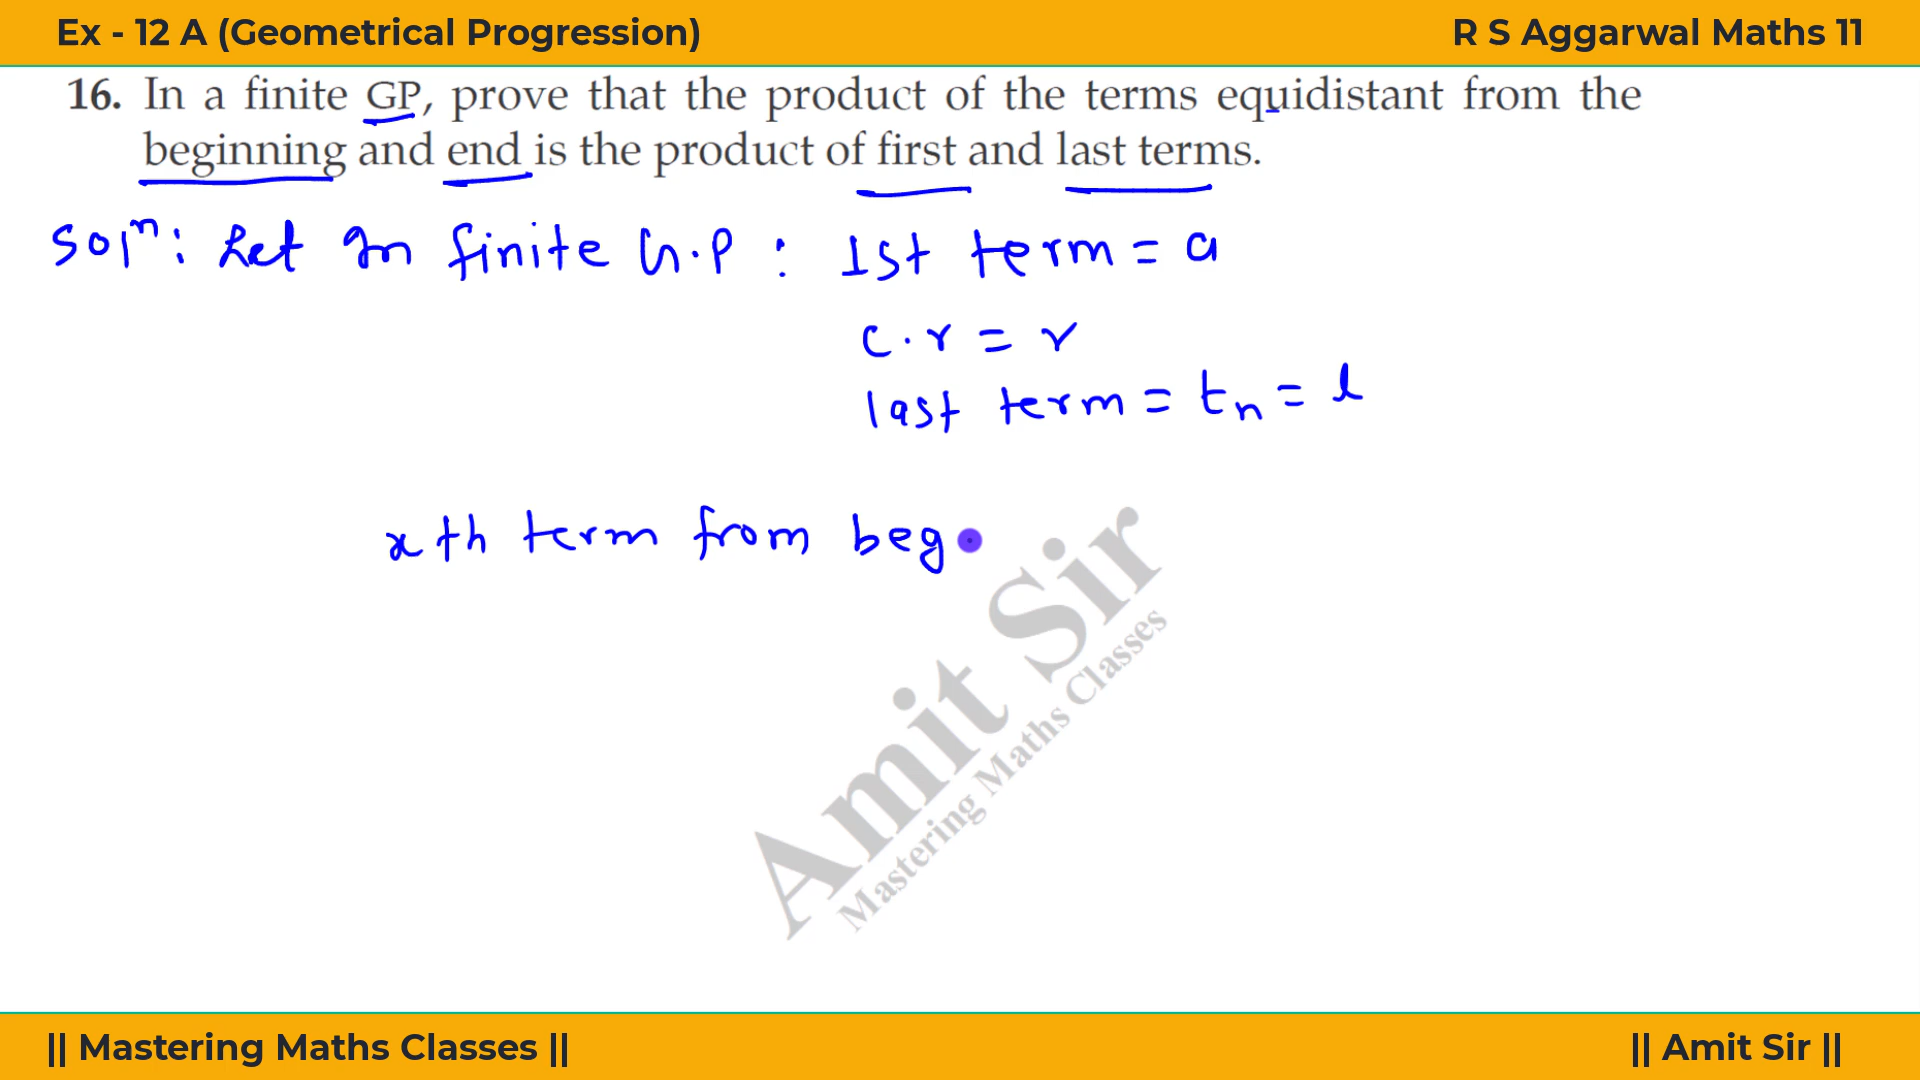 Ex - 12 A (Geometrical Progression)
R S Aggarwal Maths 11
16. In a finite GP, prove that the product of the terms equidistant from the
beginning and end is the product of first and last terms.
Solⁿ: Let In finite G.P : 1st term = a
c.r = r
last term = tₙ = l
xth term from beg
Amit Sir
Mastering Maths Classes
|| Mastering Maths Classes ||
|| Amit Sir ||